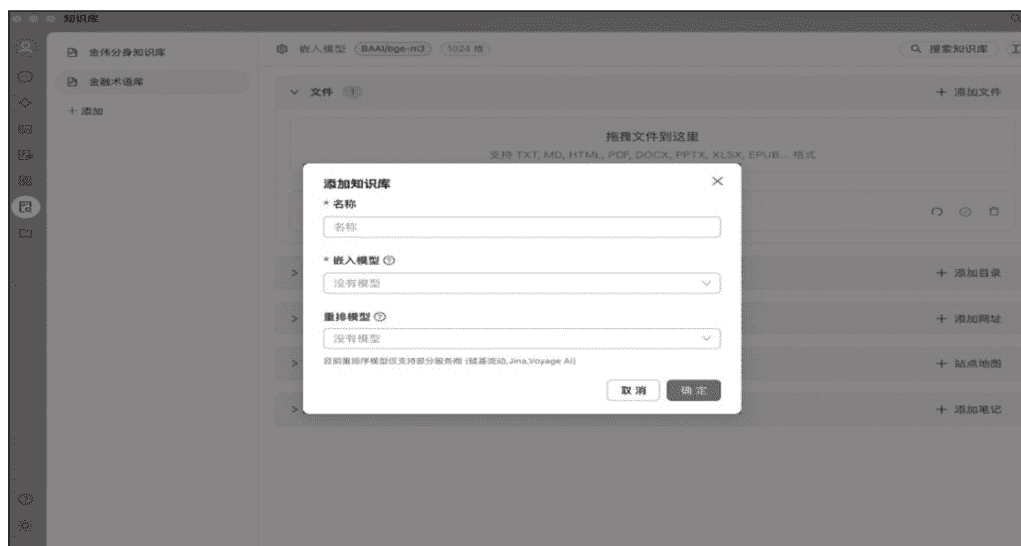 知识库
金伟分身知识库
金融术语库
+ 添加
嵌入模型 BAAI/bge-m3 1024 维
搜索知识库
文件 1
+ 添加文件
拖拽文件到这里
支持 TXT, MD, HTML, PDF, DOCX, PPTX, XLSX, EPUB... 格式
添加知识库
* 名称
名称
* 嵌入模型
没有模型
重排模型
没有模型
目前重排序模型仅支持部分服务商 (硅基流动, Jina, Voyage AI)
取 消
确 定
+ 添加目录
+ 添加网址
+ 站点地图
+ 添加笔记